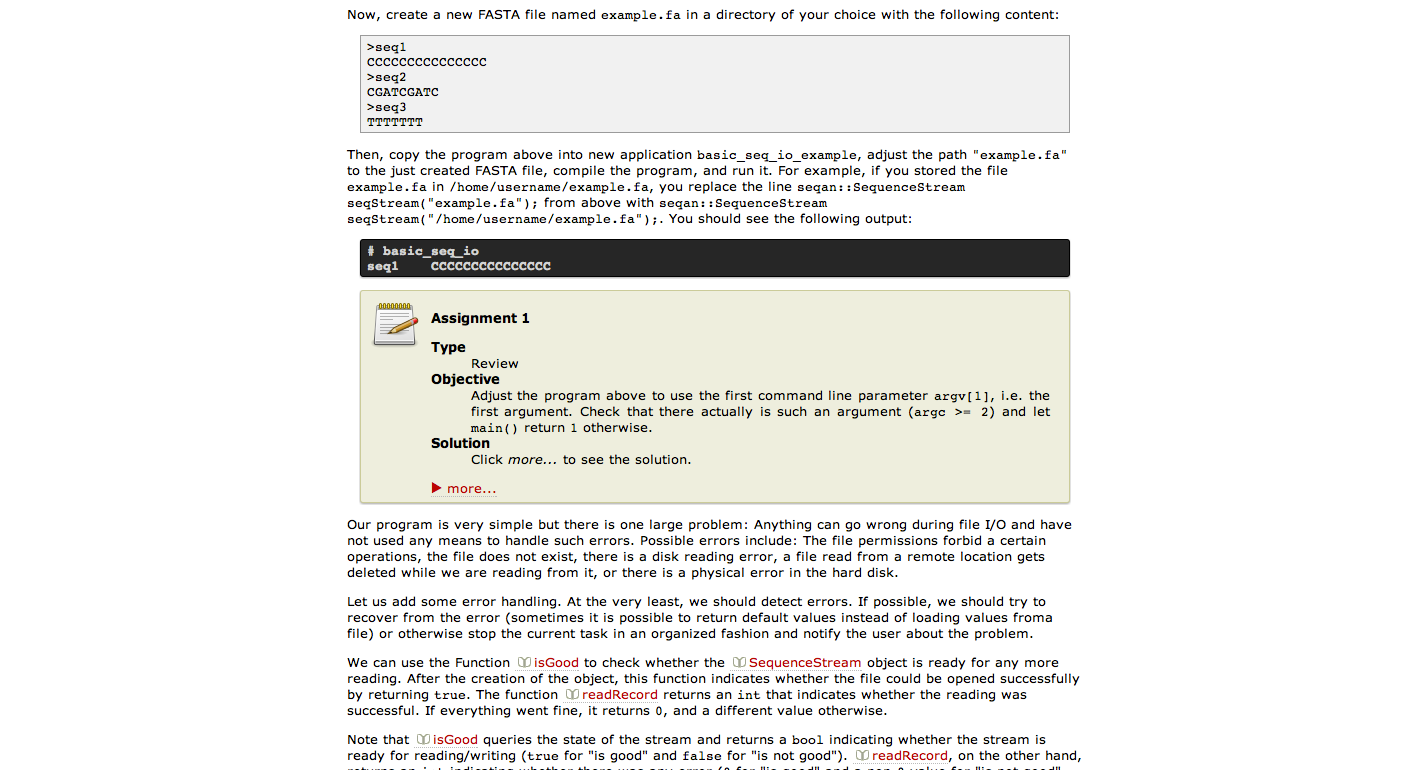 Now, create a new FASTA file named example.fa in a directory of your choice with the following content:
>seq1
CCCCCCCCCCCCCCC
>seq2
CGATCGATC
>seq3
TTTTTTT
Then, copy the program above into new application basic_seq_io_example, adjust the path "example.fa"
to the just created FASTA file, compile the program, and run it. For example, if you stored the file
example.fa in /home/username/example.fa, you replace the line seqan::SequenceStream
seqStream("example.fa"); from above with seqan::SequenceStream
seqStream("/home/username/example.fa");. You should see the following output:
# basic_seq_io
seq1    CCCCCCCCCCCCCCC
Assignment 1
Type
Review
Objective
Adjust the program above to use the first command line parameter argv[1], i.e. the
first argument. Check that there actually is such an argument (argc >= 2) and let
main() return 1 otherwise.
Solution
Click more... to see the solution.
more...
Our program is very simple but there is one large problem: Anything can go wrong during file I/O and have
not used any means to handle such errors. Possible errors include: The file permissions forbid a certain
operations, the file does not exist, there is a disk reading error, a file read from a remote location gets
deleted while we are reading from it, or there is a physical error in the hard disk.
Let us add some error handling. At the very least, we should detect errors. If possible, we should try to
recover from the error (sometimes it is possible to return default values instead of loading values froma
file) or otherwise stop the current task in an organized fashion and notify the user about the problem.
We can use the Function isGood to check whether the SequenceStream object is ready for any more
reading. After the creation of the object, this function indicates whether the file could be opened successfully
by returning true. The function readRecord returns an int that indicates whether the reading was
successful. If everything went fine, it returns 0, and a different value otherwise.
Note that isGood queries the state of the stream and returns a bool indicating whether the stream is
ready for reading/writing (true for "is good" and false for "is not good"). readRecord, on the other hand,